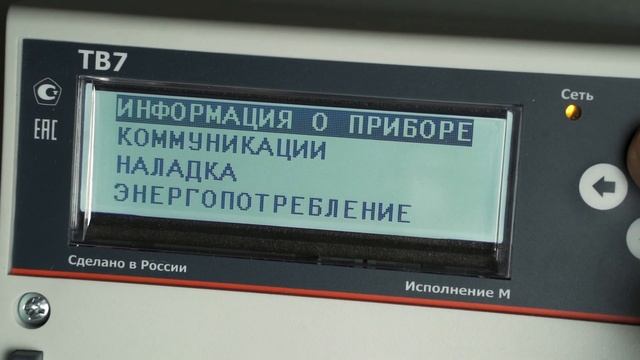 ТВ7
Сеть
EAC
ИНФОРМАЦИЯ О ПРИБОРЕ
КОММУНИКАЦИИ
НАЛАДКА
ЭНЕРГОПОТРЕБЛЕНИЕ
Сделано в России
Исполнение М